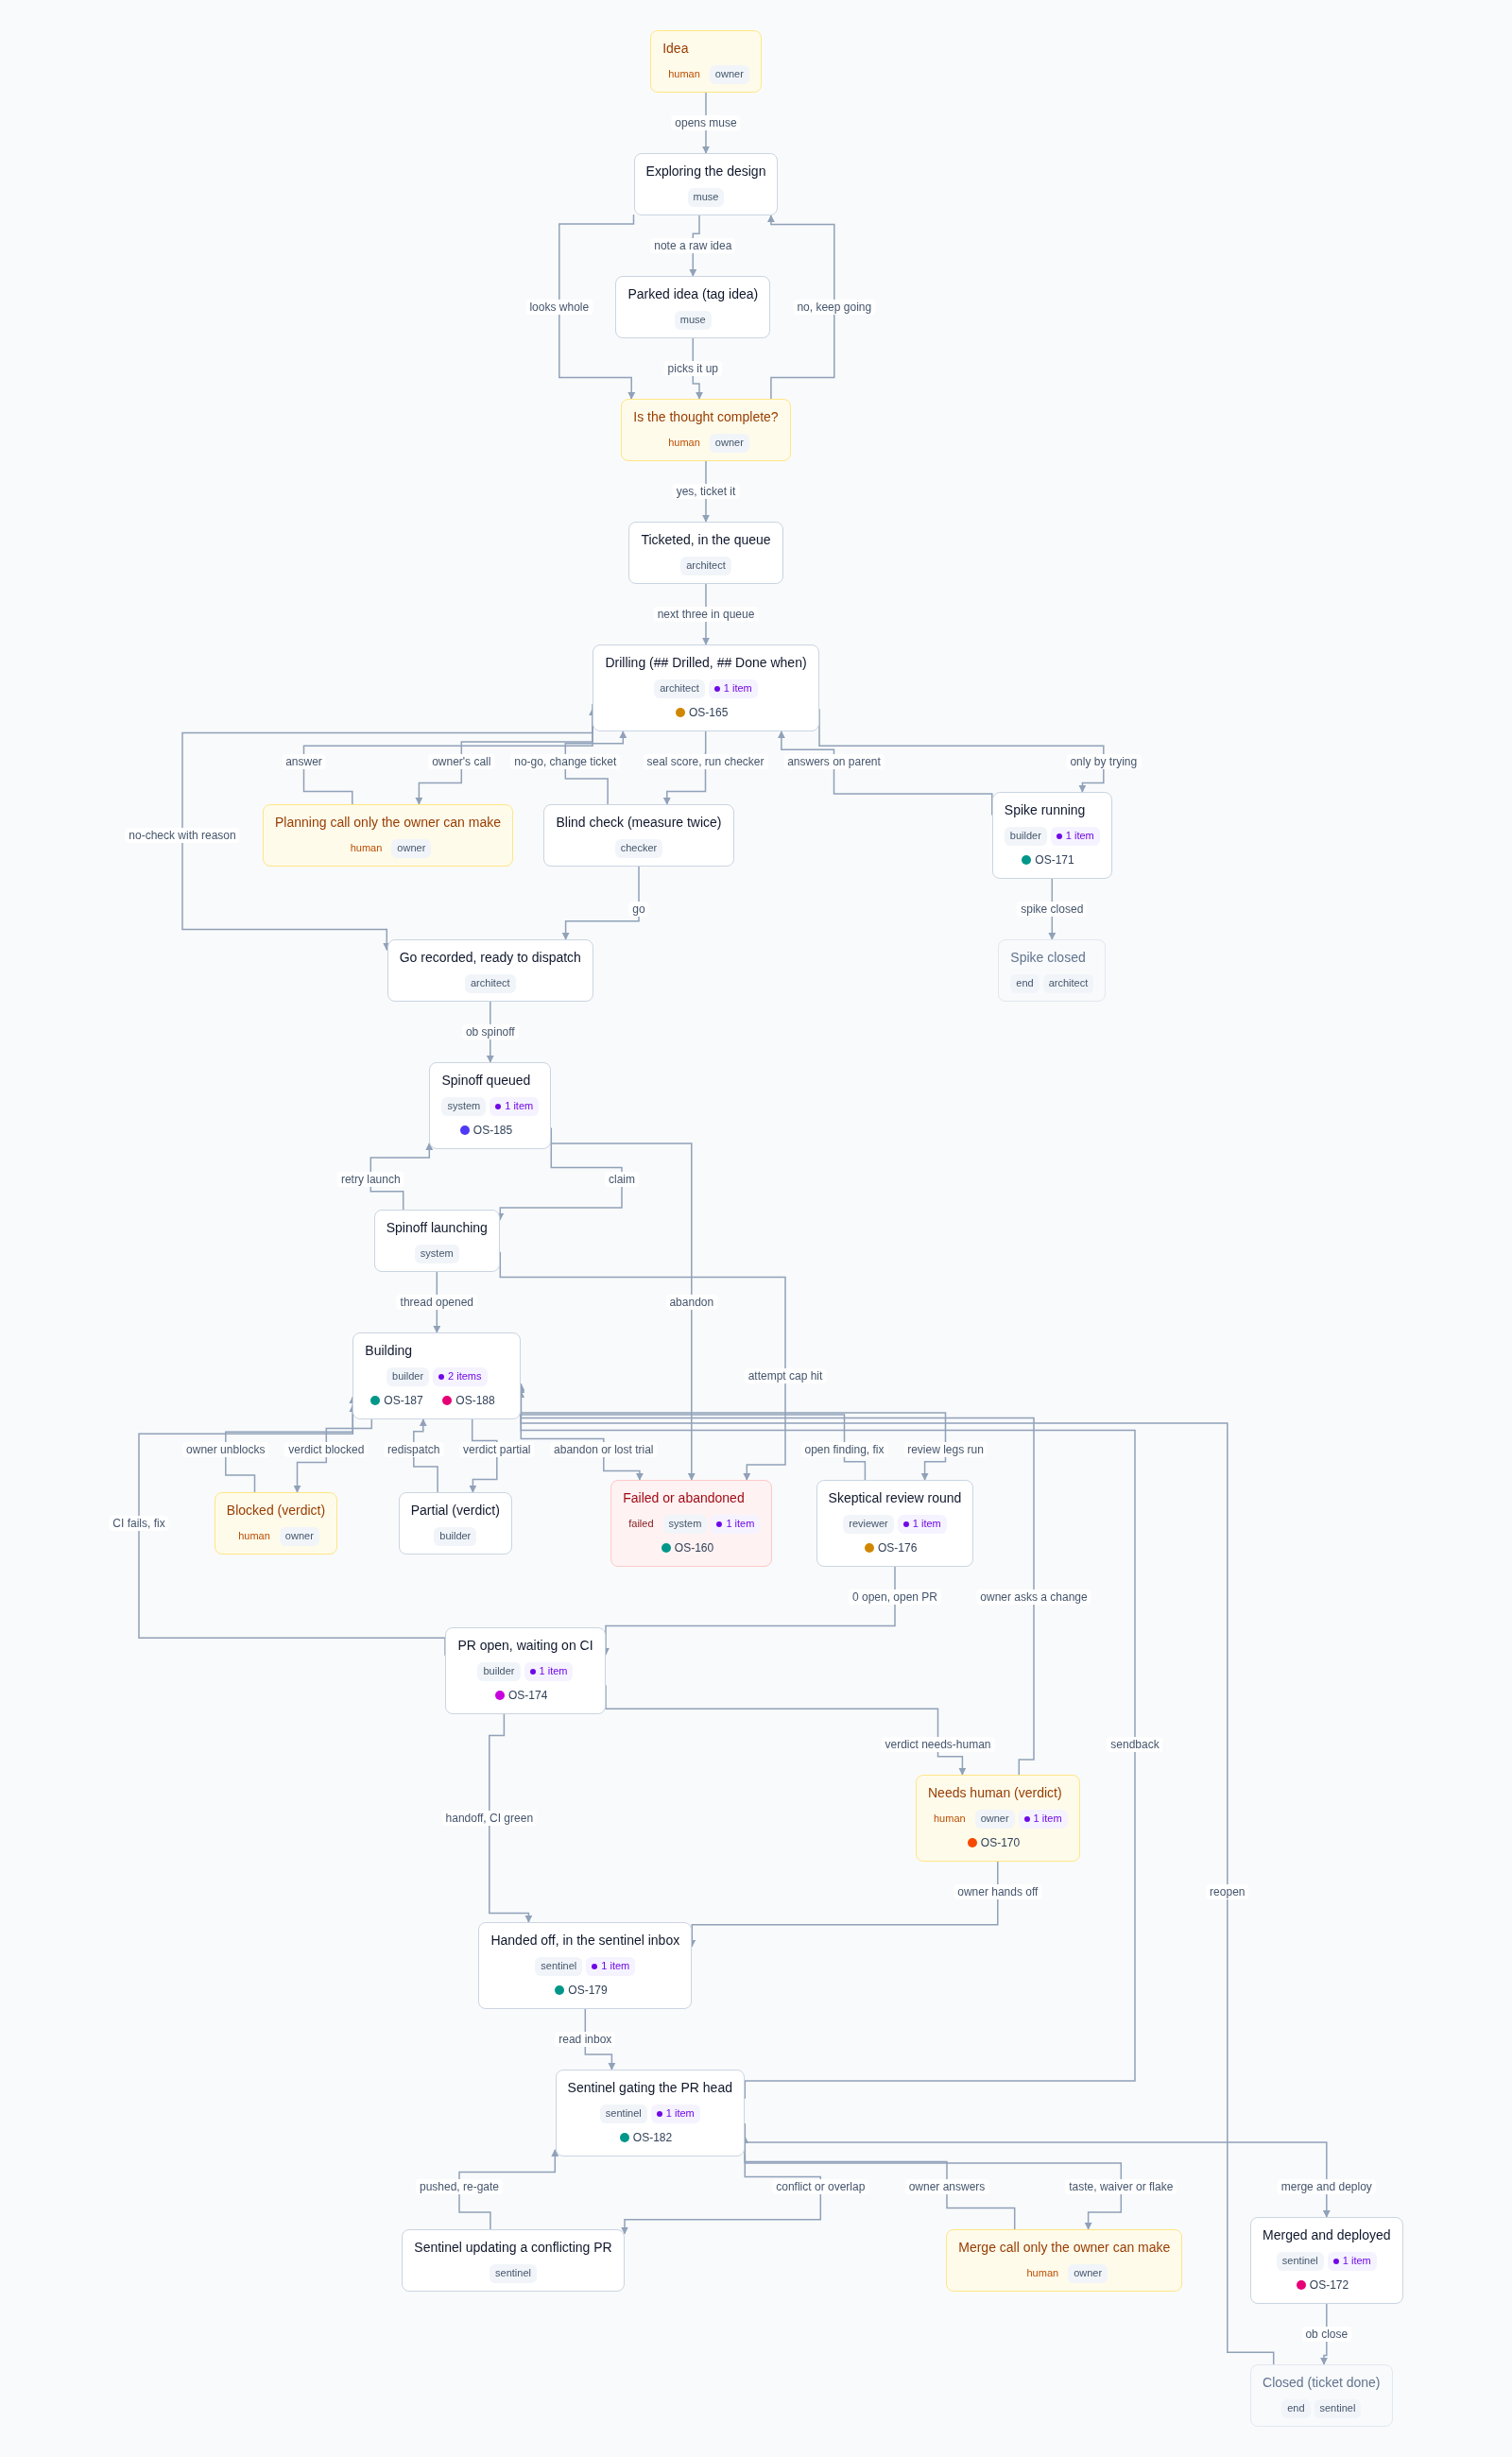 Idea
human owner
opens muse
Exploring the design
muse
note a raw idea
Parked idea (tag idea)
muse
looks whole
no, keep going
picks it up
Is the thought complete?
human owner
yes, ticket it
Ticketed, in the queue
architect
next three in queue
Drilling (## Drilled, ## Done when)
architect 1 item
OS-165
answer
owner's call
no-go, change ticket
seal score, run checker
answers on parent
only by trying
Planning call only the owner can make
human owner
Blind check (measure twice)
checker
Spike running
builder 1 item
OS-171
no-check with reason
go
spike closed
Go recorded, ready to dispatch
architect
Spike closed
end architect
ob spinoff
Spinoff queued
system 1 item
OS-185
retry launch
claim
Spinoff launching
system
thread opened
abandon
Building
builder 2 items
OS-187 OS-188
attempt cap hit
owner unblocks
verdict blocked
redispatch
verdict partial
abandon or lost trial
open finding, fix
review legs run
CI fails, fix
Blocked (verdict)
human owner
Partial (verdict)
builder
Failed or abandoned
failed system 1 item
OS-160
Skeptical review round
reviewer 1 item
OS-176
0 open, open PR
owner asks a change
PR open, waiting on CI
builder 1 item
OS-174
verdict needs-human
sendback
handoff, CI green
Needs human (verdict)
human owner 1 item
OS-170
owner hands off
reopen
Handed off, in the sentinel inbox
sentinel 1 item
OS-179
read inbox
Sentinel gating the PR head
sentinel 1 item
OS-182
pushed, re-gate
conflict or overlap
owner answers
taste, waiver or flake
merge and deploy
Sentinel updating a conflicting PR
sentinel
Merge call only the owner can make
human owner
Merged and deployed
sentinel 1 item
OS-172
ob close
Closed (ticket done)
end sentinel